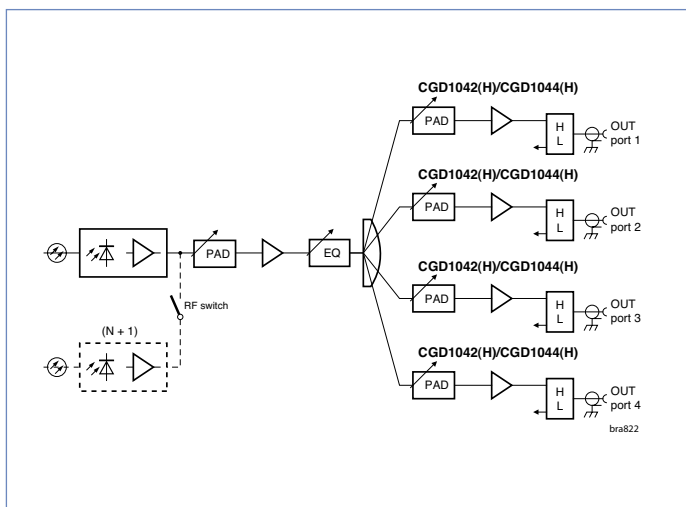 CGD1042(H)/CGD1044(H)
PAD
H
L
OUT
port 1
CGD1042(H)/CGD1044(H)
PAD
H
L
OUT
port 2
PAD
EQ
RF switch
(N + 1)
CGD1042(H)/CGD1044(H)
PAD
H
L
OUT
port 3
CGD1042(H)/CGD1044(H)
PAD
H
L
OUT
port 4
bra822